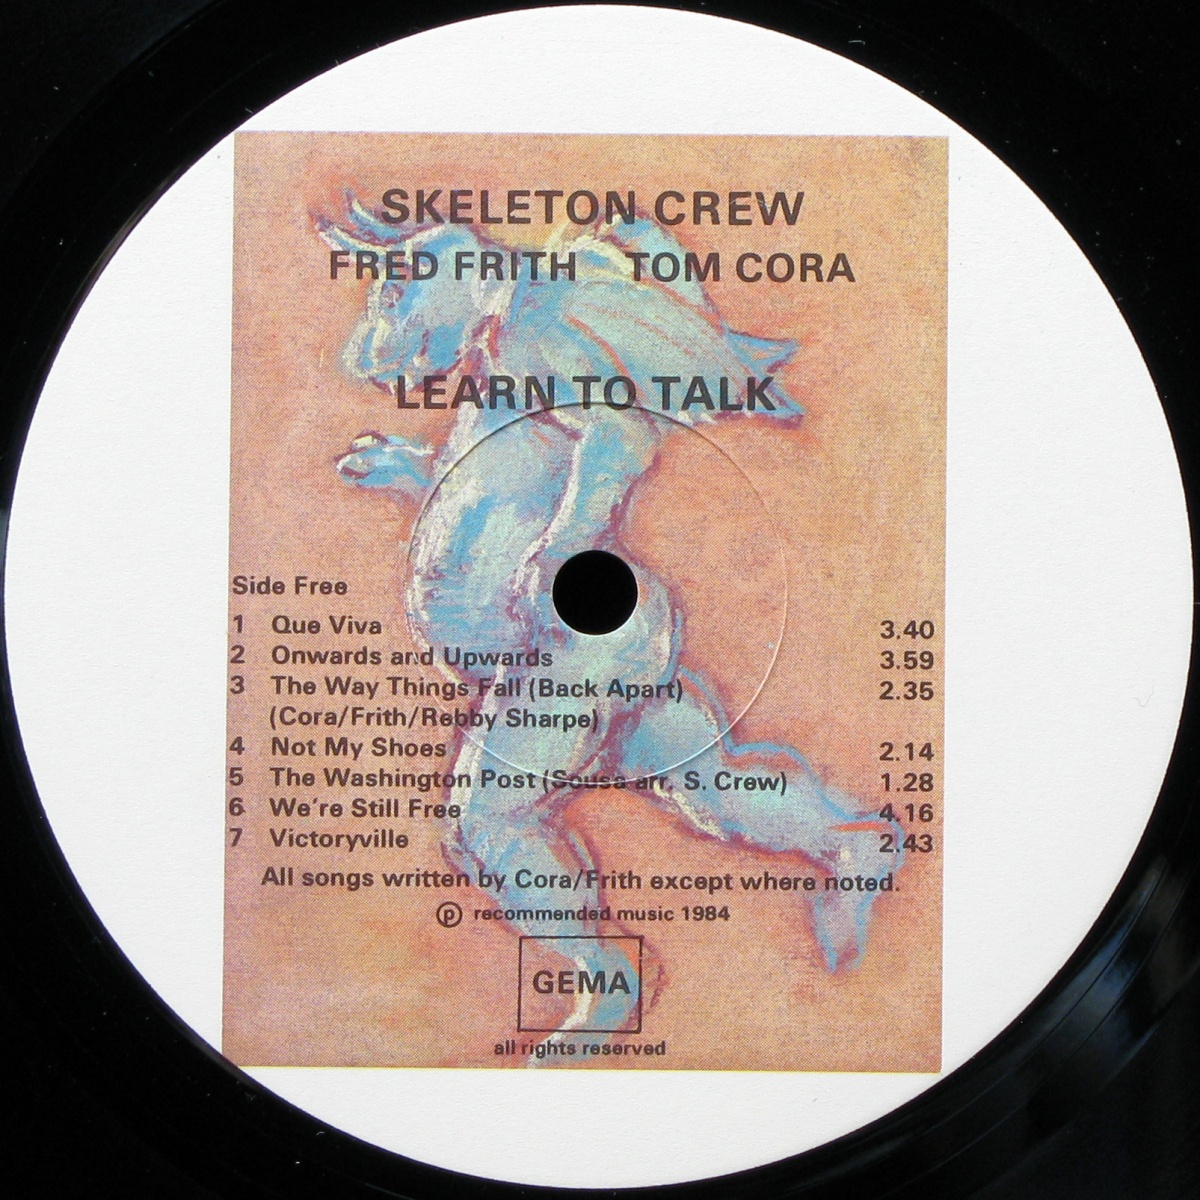 SKELETON CREW
FRED FRITH TOM CORA
LEARN TO TALK
Side Free
1 Que Viva 3.40
2 Onwards and Upwards 3.59
3 The Way Things Fall (Back Apart) 2.35
(Cora/Frith/Rebby Sharpe)
4 Not My Shoes 2.14
5 The Washington Post (Sousa arr. S. Crew) 1.28
6 We're Still Free 4.16
7 Victoryville 2.43
All songs written by Cora/Frith except where noted.
℗ recommended music 1984
GEMA
all rights reserved